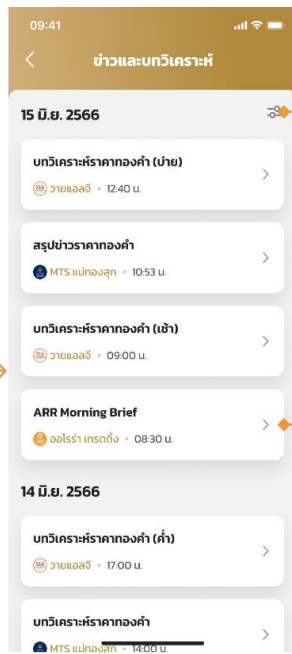 09:41
ข่าวและบทวิเคราะห์
15 มิ.ย. 2566
บทวิเคราะห์ราคาทองคำ (บ่าย)
วายแอลจี • 12:40 น.
สรุปข่าวราคาทองคำ
MTS แม่ทองสุก • 10:53 น.
บทวิเคราะห์ราคาทองคำ (เช้า)
วายแอลจี • 09:00 น.
ARR Morning Brief
ออโรร่า เทรดดิ้ง • 08:30 น.
14 มิ.ย. 2566
บทวิเคราะห์ราคาทองคำ (ค่ำ)
วายแอลจี • 17:00 น.
บทวิเคราะห์ราคาทองคำ
MTS แม่ทองสุก • 14:00 น.